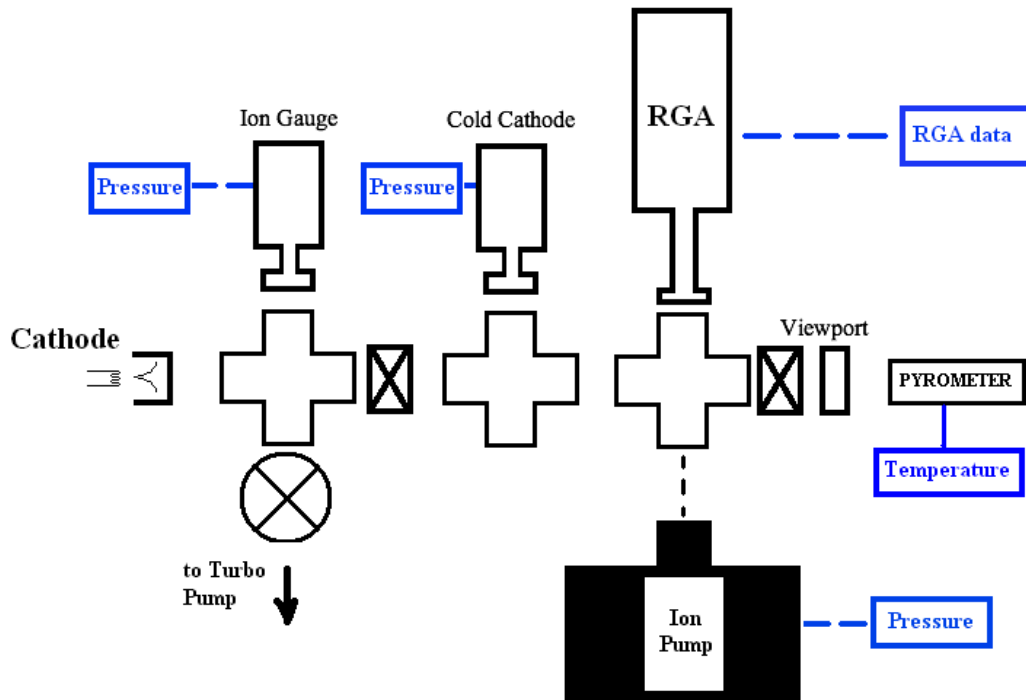 Ion Gauge
Cold Cathode
RGA
RGA data
Pressure
Pressure
Cathode
Viewport
PYROMETER
Temperature
to Turbo
Pump
Ion
Pump
Pressure